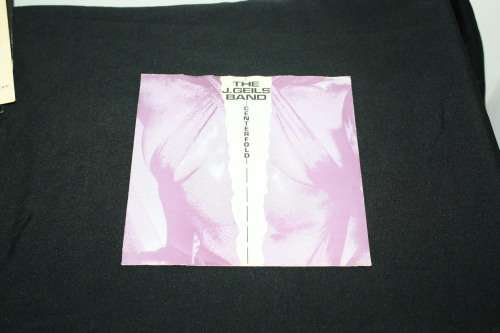 THE
J.GEILS
BAND
CENTERFOLD